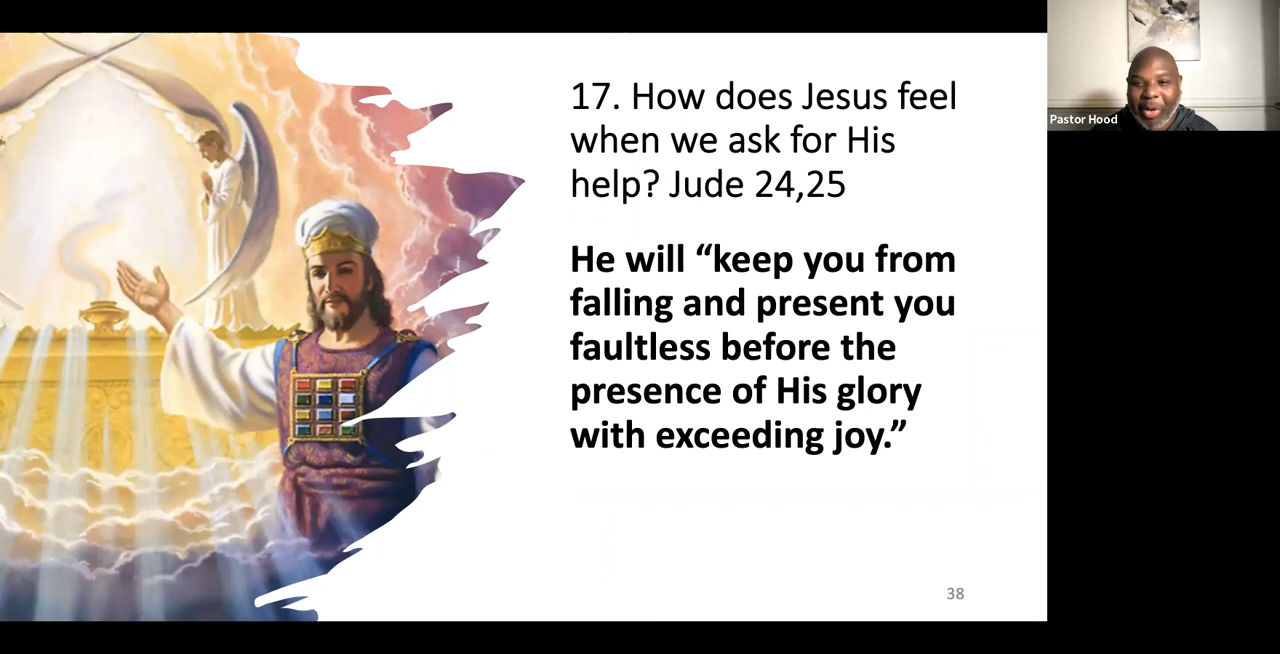 17. How does Jesus feel
when we ask for His
help? Jude 24,25
He will “keep you from
falling and present you
faultless before the
presence of His glory
with exceeding joy.”
38
Pastor Hood